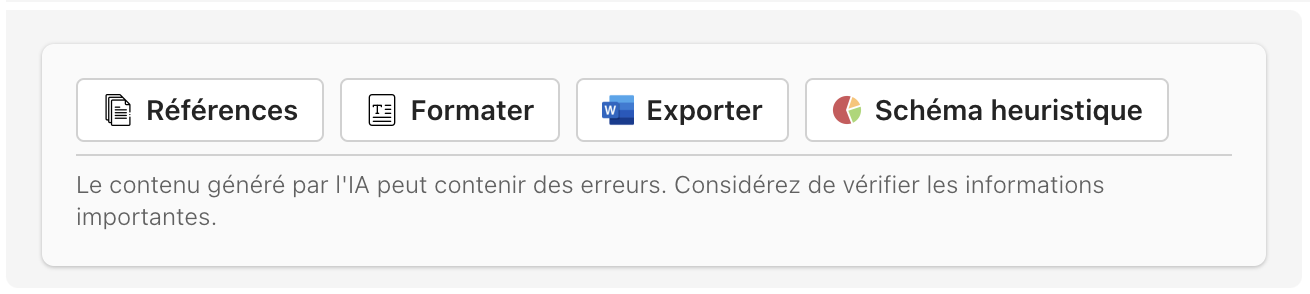 Références Formater Exporter Schéma heuristique
Le contenu généré par l'IA peut contenir des erreurs. Considérez de vérifier les informations
importantes.